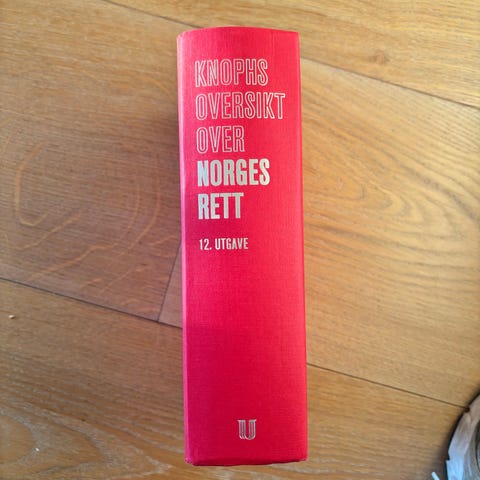 KNOPHS
OVERSIKT
OVER
NORGES
RETT
12. UTGAVE
U